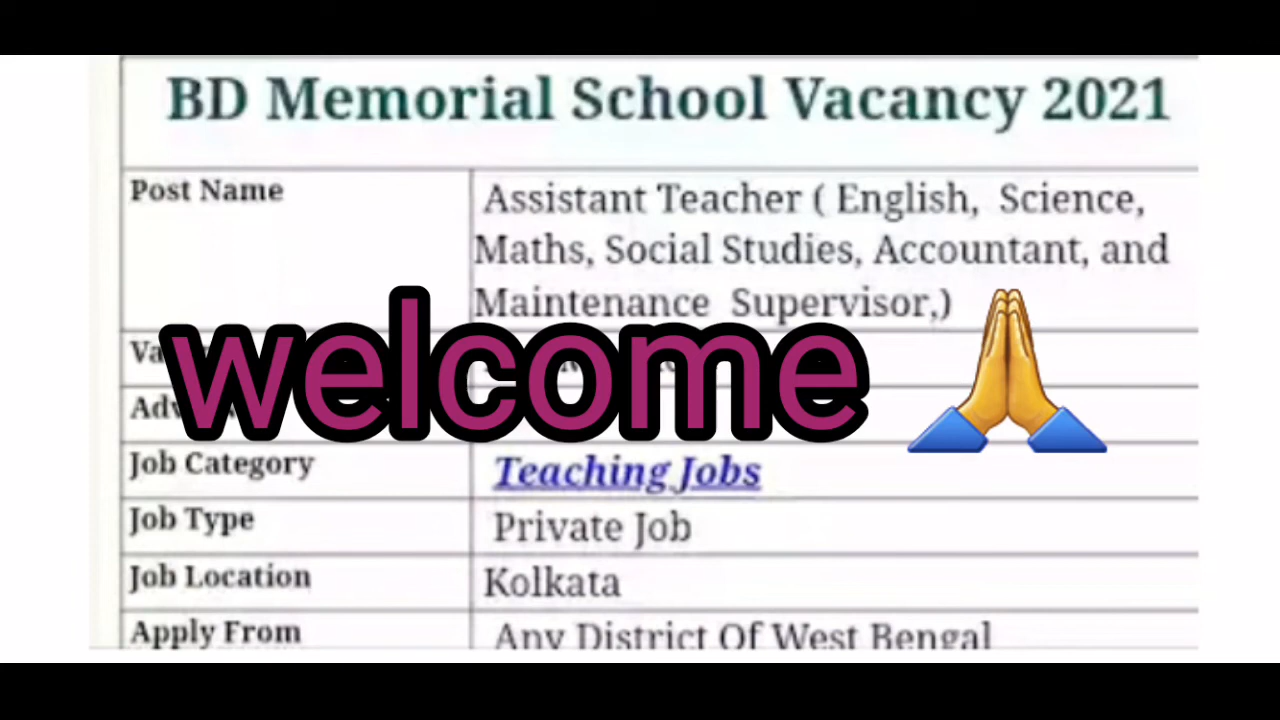 BD Memorial School Vacancy 2021
Post Name
Assistant Teacher ( English, Science,
Maths, Social Studies, Accountant, and
Maintenance Supervisor,)
welcome 🙏
Job Category
Teaching Jobs
Job Type
Private Job
Job Location
Kolkata
Apply From
Any District Of West Bengal